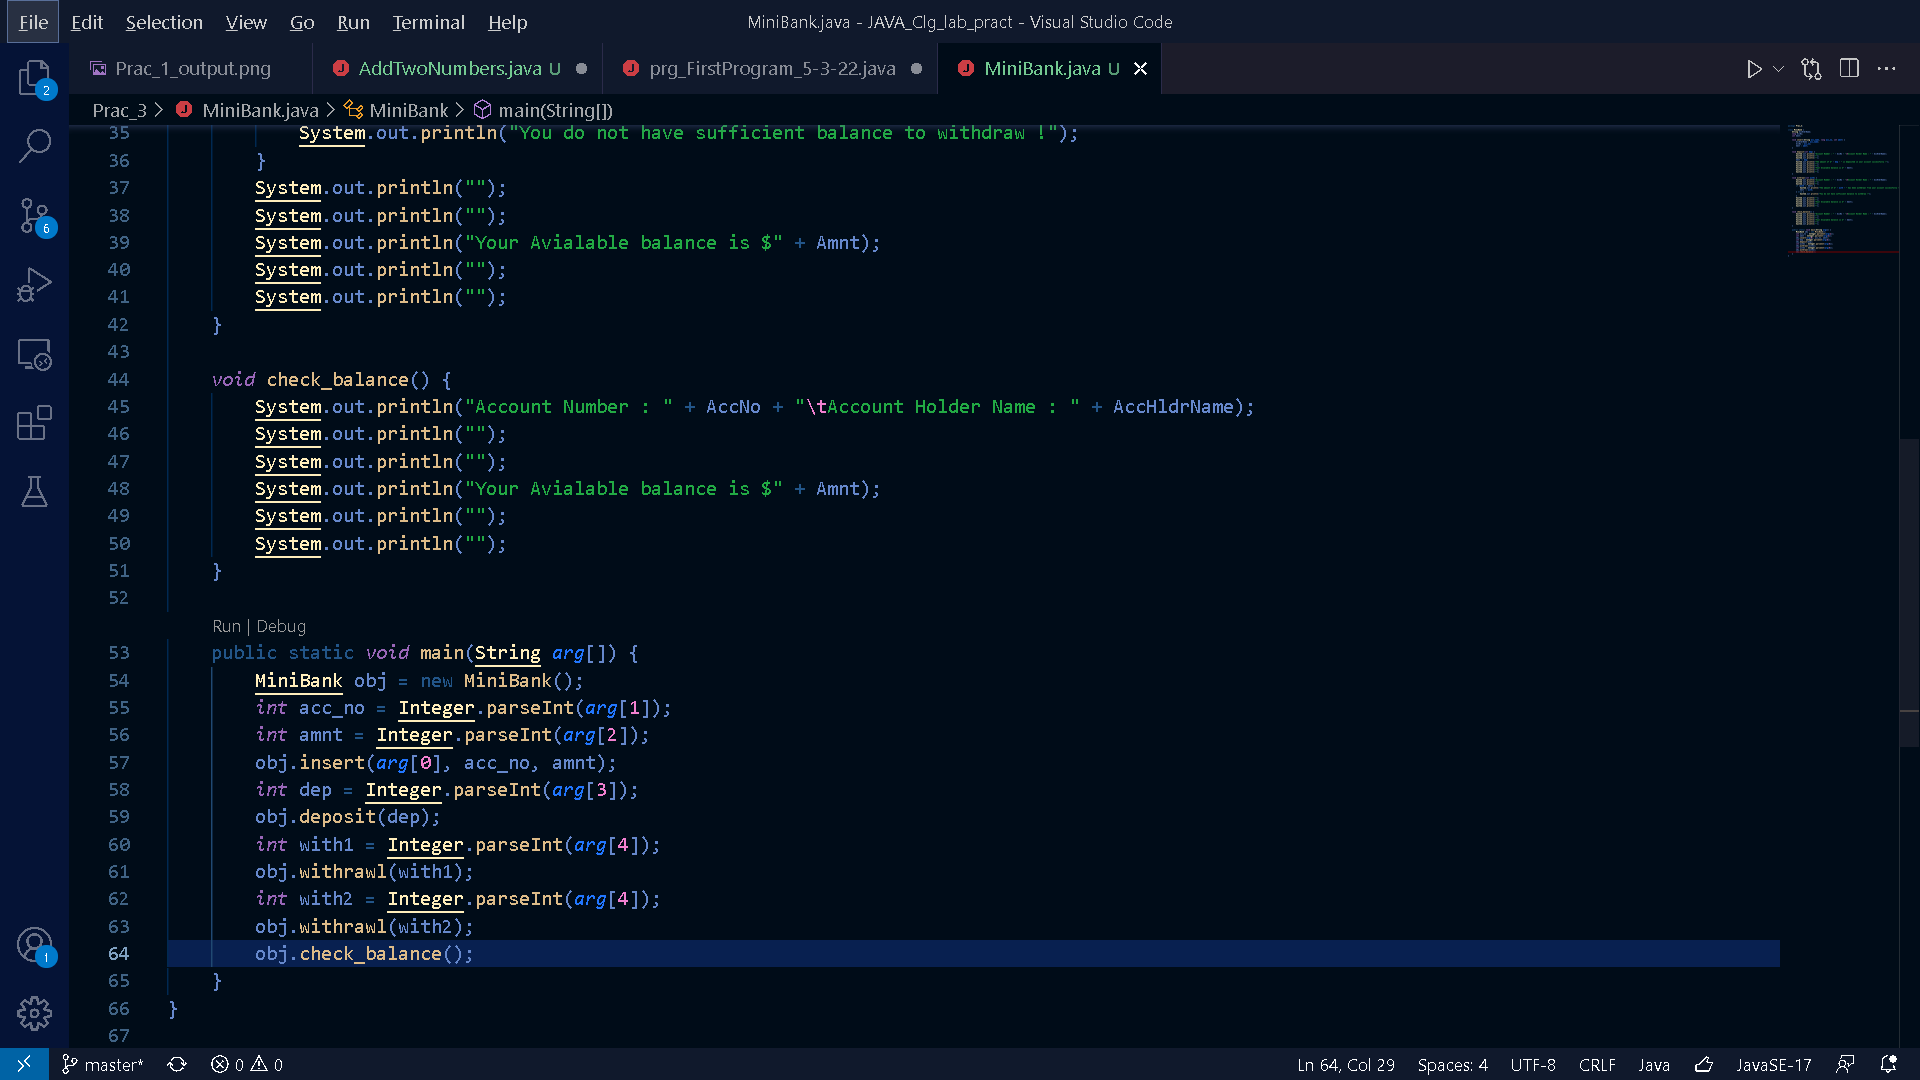 File Edit Selection View Go Run Terminal Help MiniBank.java - JAVA_Clg_lab_pract - Visual Studio Code
Prac_1_output.png AddTwoNumbers.java U prg_FirstProgram_5-3-22.java MiniBank.java U
Prac_3 > MiniBank.java > MiniBank > main(String[])
35 System.out.println("You do not have sufficient balance to withdraw !");
36 }
37 System.out.println("");
38 System.out.println("");
39 System.out.println("Your Avialable balance is $" + Amnt);
40 System.out.println("");
41 System.out.println("");
42 }
43
44 void check_balance() {
45 System.out.println("Account Number : " + AccNo + "\tAccount Holder Name : " + AccHldrName);
46 System.out.println("");
47 System.out.println("");
48 System.out.println("Your Avialable balance is $" + Amnt);
49 System.out.println("");
50 System.out.println("");
51 }
52
Run | Debug
53 public static void main(String arg[]) {
54 MiniBank obj = new MiniBank();
55 int acc_no = Integer.parseInt(arg[1]);
56 int amnt = Integer.parseInt(arg[2]);
57 obj.insert(arg[0], acc_no, amnt);
58 int dep = Integer.parseInt(arg[3]);
59 obj.deposit(dep);
60 int with1 = Integer.parseInt(arg[4]);
61 obj.withrawl(with1);
62 int with2 = Integer.parseInt(arg[4]);
63 obj.withrawl(with2);
64 obj.check_balance();
65 }
66 }
67
2
6
1
master* 0 0 Ln 64, Col 29 Spaces: 4 UTF-8 CRLF Java JavaSE-17